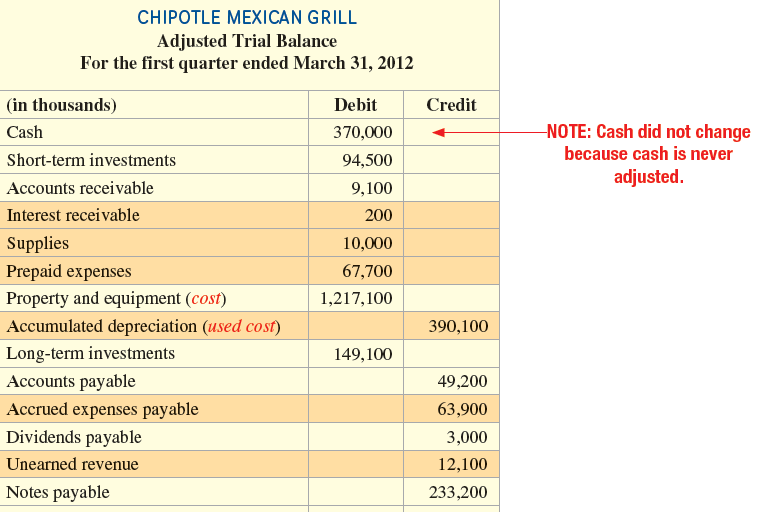 CHIPOTLE MEXICAN GRILL
Adjusted Trial Balance
For the first quarter ended March 31, 2012
(in thousands) Debit Credit
Cash 370,000
NOTE: Cash did not change
because cash is never
adjusted.
Short-term investments 94,500
Accounts receivable 9,100
Interest receivable 200
Supplies 10,000
Prepaid expenses 67,700
Property and equipment (cost) 1,217,100
Accumulated depreciation (used cost) 390,100
Long-term investments 149,100
Accounts payable 49,200
Accrued expenses payable 63,900
Dividends payable 3,000
Unearned revenue 12,100
Notes payable 233,200